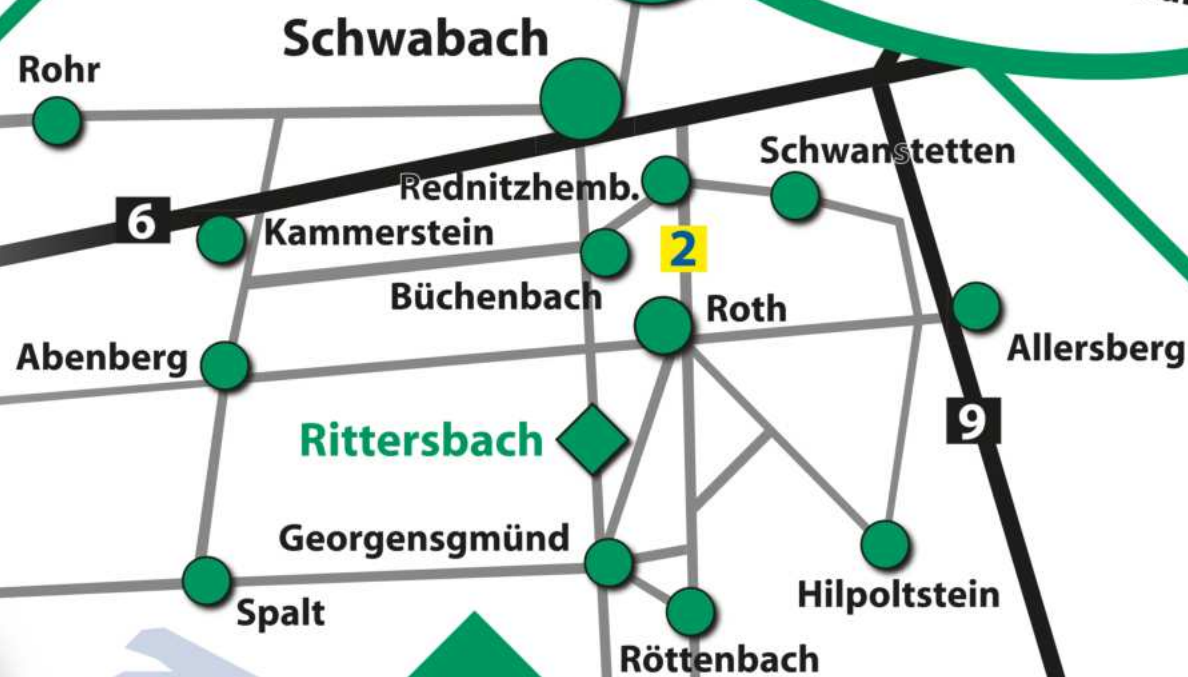 Schwabach
Rohr
Schwanstetten
Rednitzhemb.
6
Kammerstein
2
Büchenbach
Roth
Abenberg
Allersberg
9
Rittersbach
Georgensgmünd
Hilpoltstein
Spalt
Röttenbach